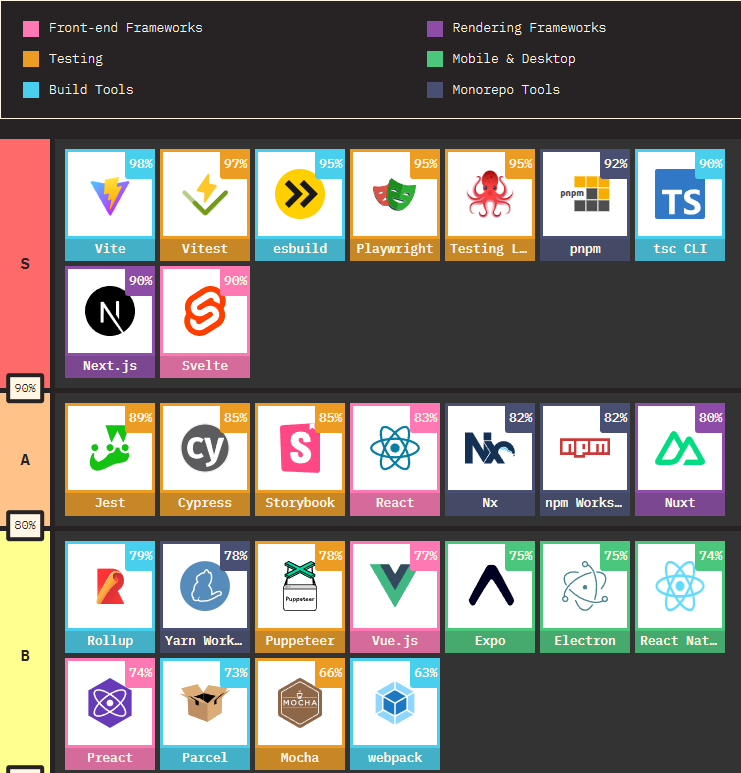 Front-end Frameworks Rendering Frameworks
Testing Mobile & Desktop
Build Tools Monorepo Tools
98% 97% 95% 95% 95% 92% 90%
pnpm TS
S
Vite Vitest esbuild Playwright Testing L… pnpm tsc CLI
90% 90%
N
Next.js Svelte
90%
89% 85% 85% 83% 82% 82% 80%
cy S Nx npm
A
Jest Cypress Storybook React Nx npm Works… Nuxt
80%
79% 78% 78% 77% 75% 75% 74%
Puppeteer
Rollup Yarn Work… Puppeteer Vue.js Expo Electron React Nat…
B
74% 73% 66% 63%
MOCHA
Preact Parcel Mocha webpack